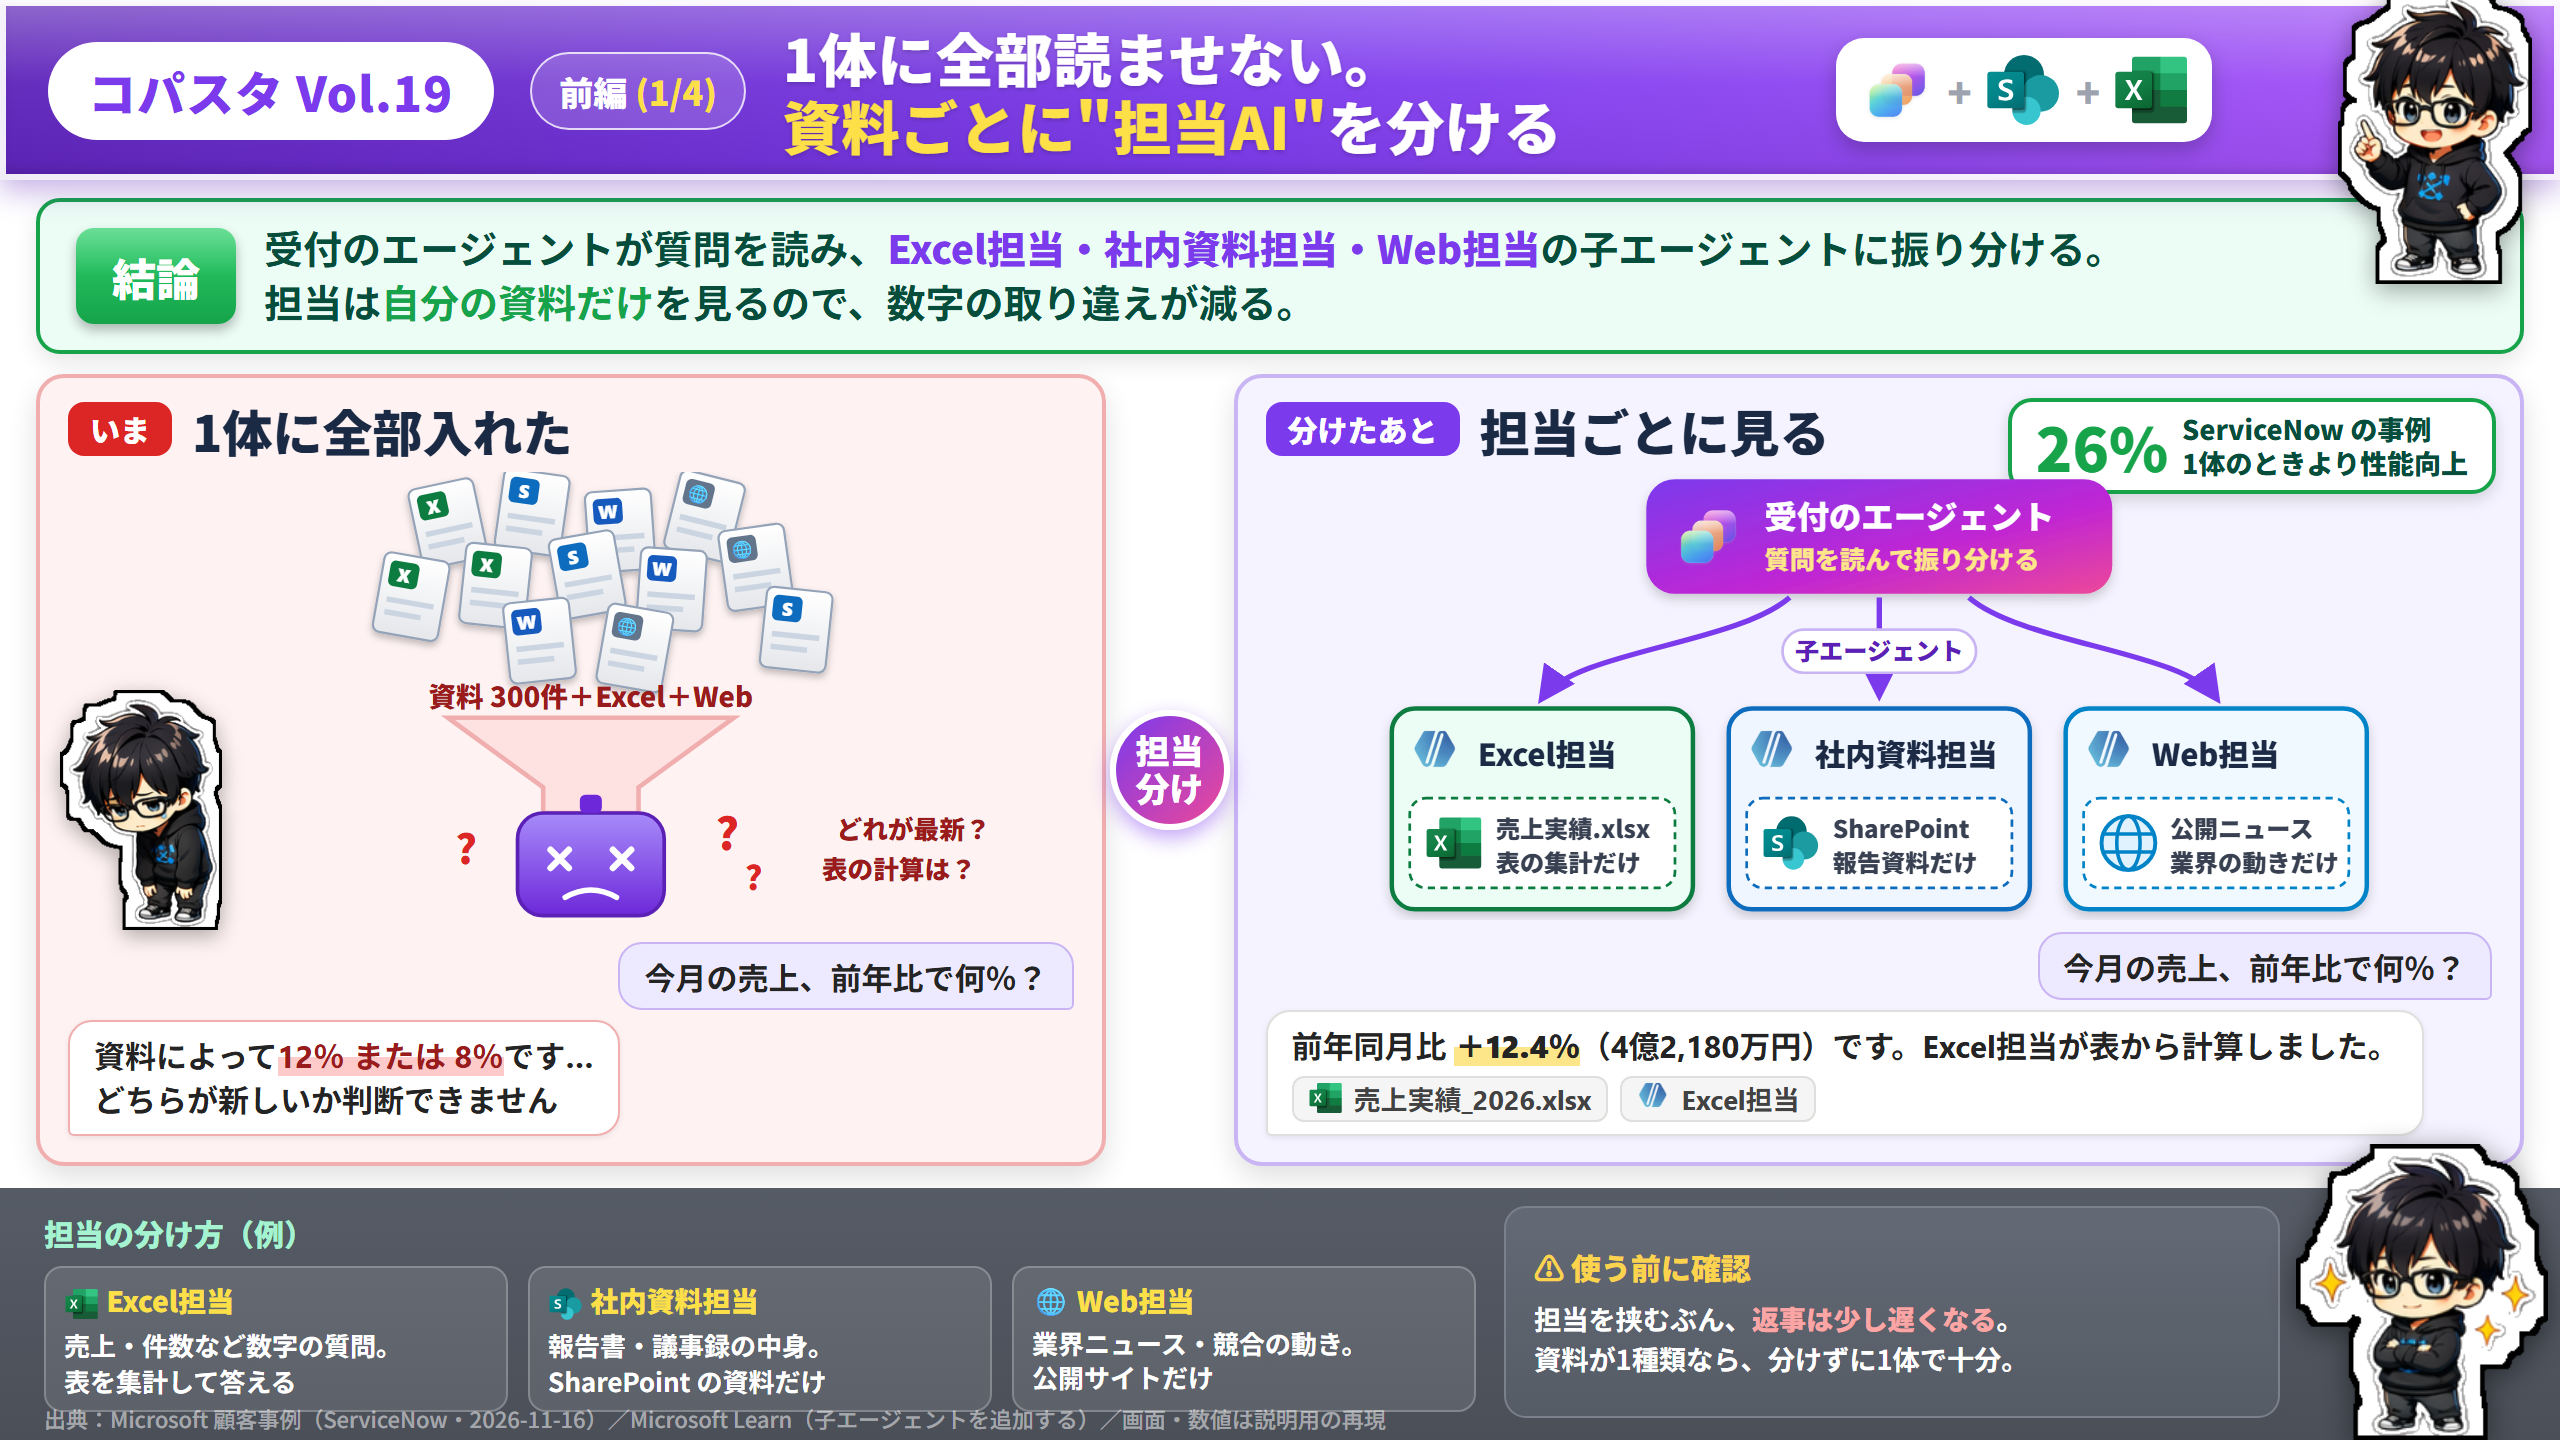 コパスタ Vol.19
前編 (1/4)
1体に全部読ませない。
資料ごとに"担当AI"を分ける
+ S + X
結論
受付のエージェントが質問を読み、Excel担当・社内資料担当・Web担当の子エージェントに振り分ける。
担当は自分の資料だけを見るので、数字の取り違えが減る。
いま
1体に全部入れた
X
S
W
X
X
S
W
W
S
資料 300件＋Excel＋Web
?
?
?
どれが最新？
表の計算は？
今月の売上、前年比で何％？
資料によって12％ または 8％です…
どちらが新しいか判断できません
担当
分け
分けたあと
担当ごとに見る
26%
ServiceNow の事例
1体のときより性能向上
受付のエージェント
質問を読んで振り分ける
子エージェント
Excel担当
X
売上実績.xlsx
表の集計だけ
社内資料担当
S
SharePoint
報告資料だけ
Web担当
公開ニュース
業界の動きだけ
今月の売上、前年比で何％？
前年同月比 ＋12.4％（4億2,180万円）です。Excel担当が表から計算しました。
X 売上実績_2026.xlsx
Excel担当
担当の分け方（例）
X Excel担当
売上・件数など数字の質問。
表を集計して答える
S 社内資料担当
報告書・議事録の中身。
SharePoint の資料だけ
Web担当
業界ニュース・競合の動き。
公開サイトだけ
⚠ 使う前に確認
担当を挟むぶん、返事は少し遅くなる。
資料が1種類なら、分けずに1体で十分。
出典：Microsoft 顧客事例（ServiceNow・2026-11-16）／Microsoft Learn（子エージェントを追加する）／画面・数値は説明用の再現